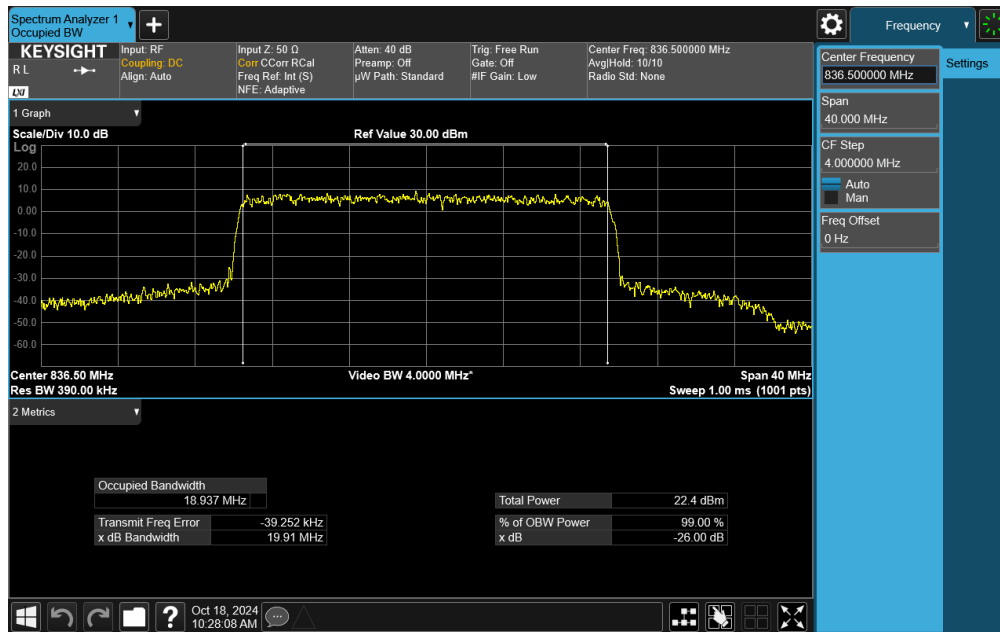 Spectrum Analyzer 1
Occupied BW
KEYSIGHT
R L
LXI
Input: RF
Coupling: DC
Align: Auto
Input Z: 50 Ω
Corr CCorr RCal
Freq Ref: Int (S)
NFE: Adaptive
Atten: 40 dB
Preamp: Off
µW Path: Standard
Trig: Free Run
Gate: Off
#IF Gain: Low
Center Freq: 836.500000 MHz
Avg|Hold: 10/10
Radio Std: None
Frequency
Settings
Center Frequency
836.500000 MHz
Span
40.000 MHz
CF Step
4.000000 MHz
Auto
Man
Freq Offset
0 Hz
1 Graph
Scale/Div 10.0 dB
Ref Value 30.00 dBm
Log
20.0
10.0
0.00
-10.0
-20.0
-30.0
-40.0
-50.0
-60.0
Center 836.50 MHz
Video BW 4.0000 MHz*
Span 40 MHz
Res BW 390.00 kHz
Sweep 1.00 ms (1001 pts)
2 Metrics
Occupied Bandwidth
18.937 MHz
Transmit Freq Error -39.252 kHz
x dB Bandwidth 19.91 MHz
Total Power 22.4 dBm
% of OBW Power 99.00 %
x dB -26.00 dB
?
Oct 18, 2024
10:28:08 AM